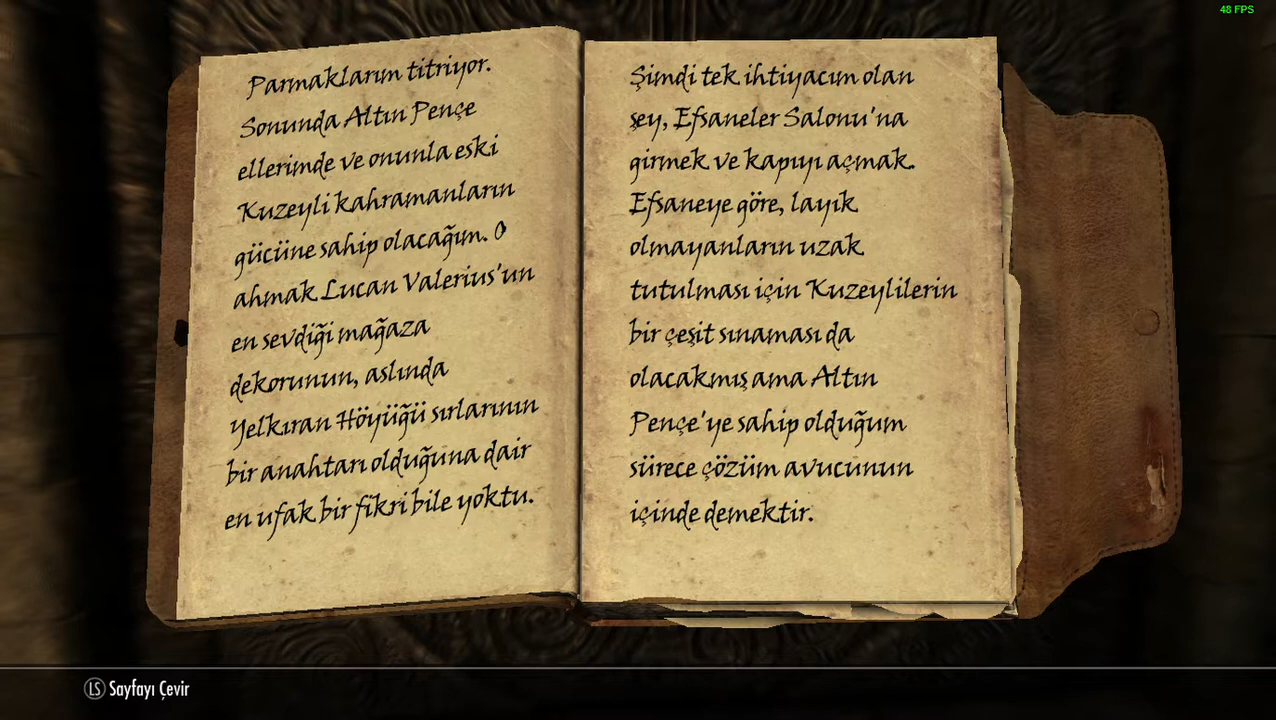 48 FPS
Parmaklarım titriyor.
Sonunda Altın Pençe
ellerimde ve onunla eski
Kuzeyli kahramanların
gücüne sahip olacağım. O
ahmak Lucan Valerius'un
en sevdiği mağaza
dekorunun, aslında
Yelkıran Höyüğü sırlarının
bir anahtarı olduğuna dair
en ufak bir fikri bile yoktu.
Şimdi tek ihtiyacım olan
şey, Efsaneler Salonu'na
girmek ve kapıyı açmak.
Efsaneye göre, layık
olmayanların uzak
tutulması için Kuzeylilerin
bir çeşit sınaması da
olacakmış ama Altın
Pençe'ye sahip olduğum
sürece çözüm avucunun
içinde demektir.
LS Sayfayı Çevir